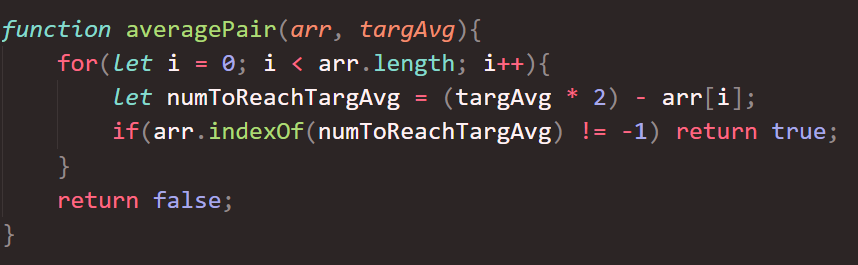 function averagePair(arr, targAvg){
    for(let i = 0; i < arr.length; i++){
        let numToReachTargAvg = (targAvg * 2) - arr[i];
        if(arr.indexOf(numToReachTargAvg) != -1) return true;
    }
    return false;
}